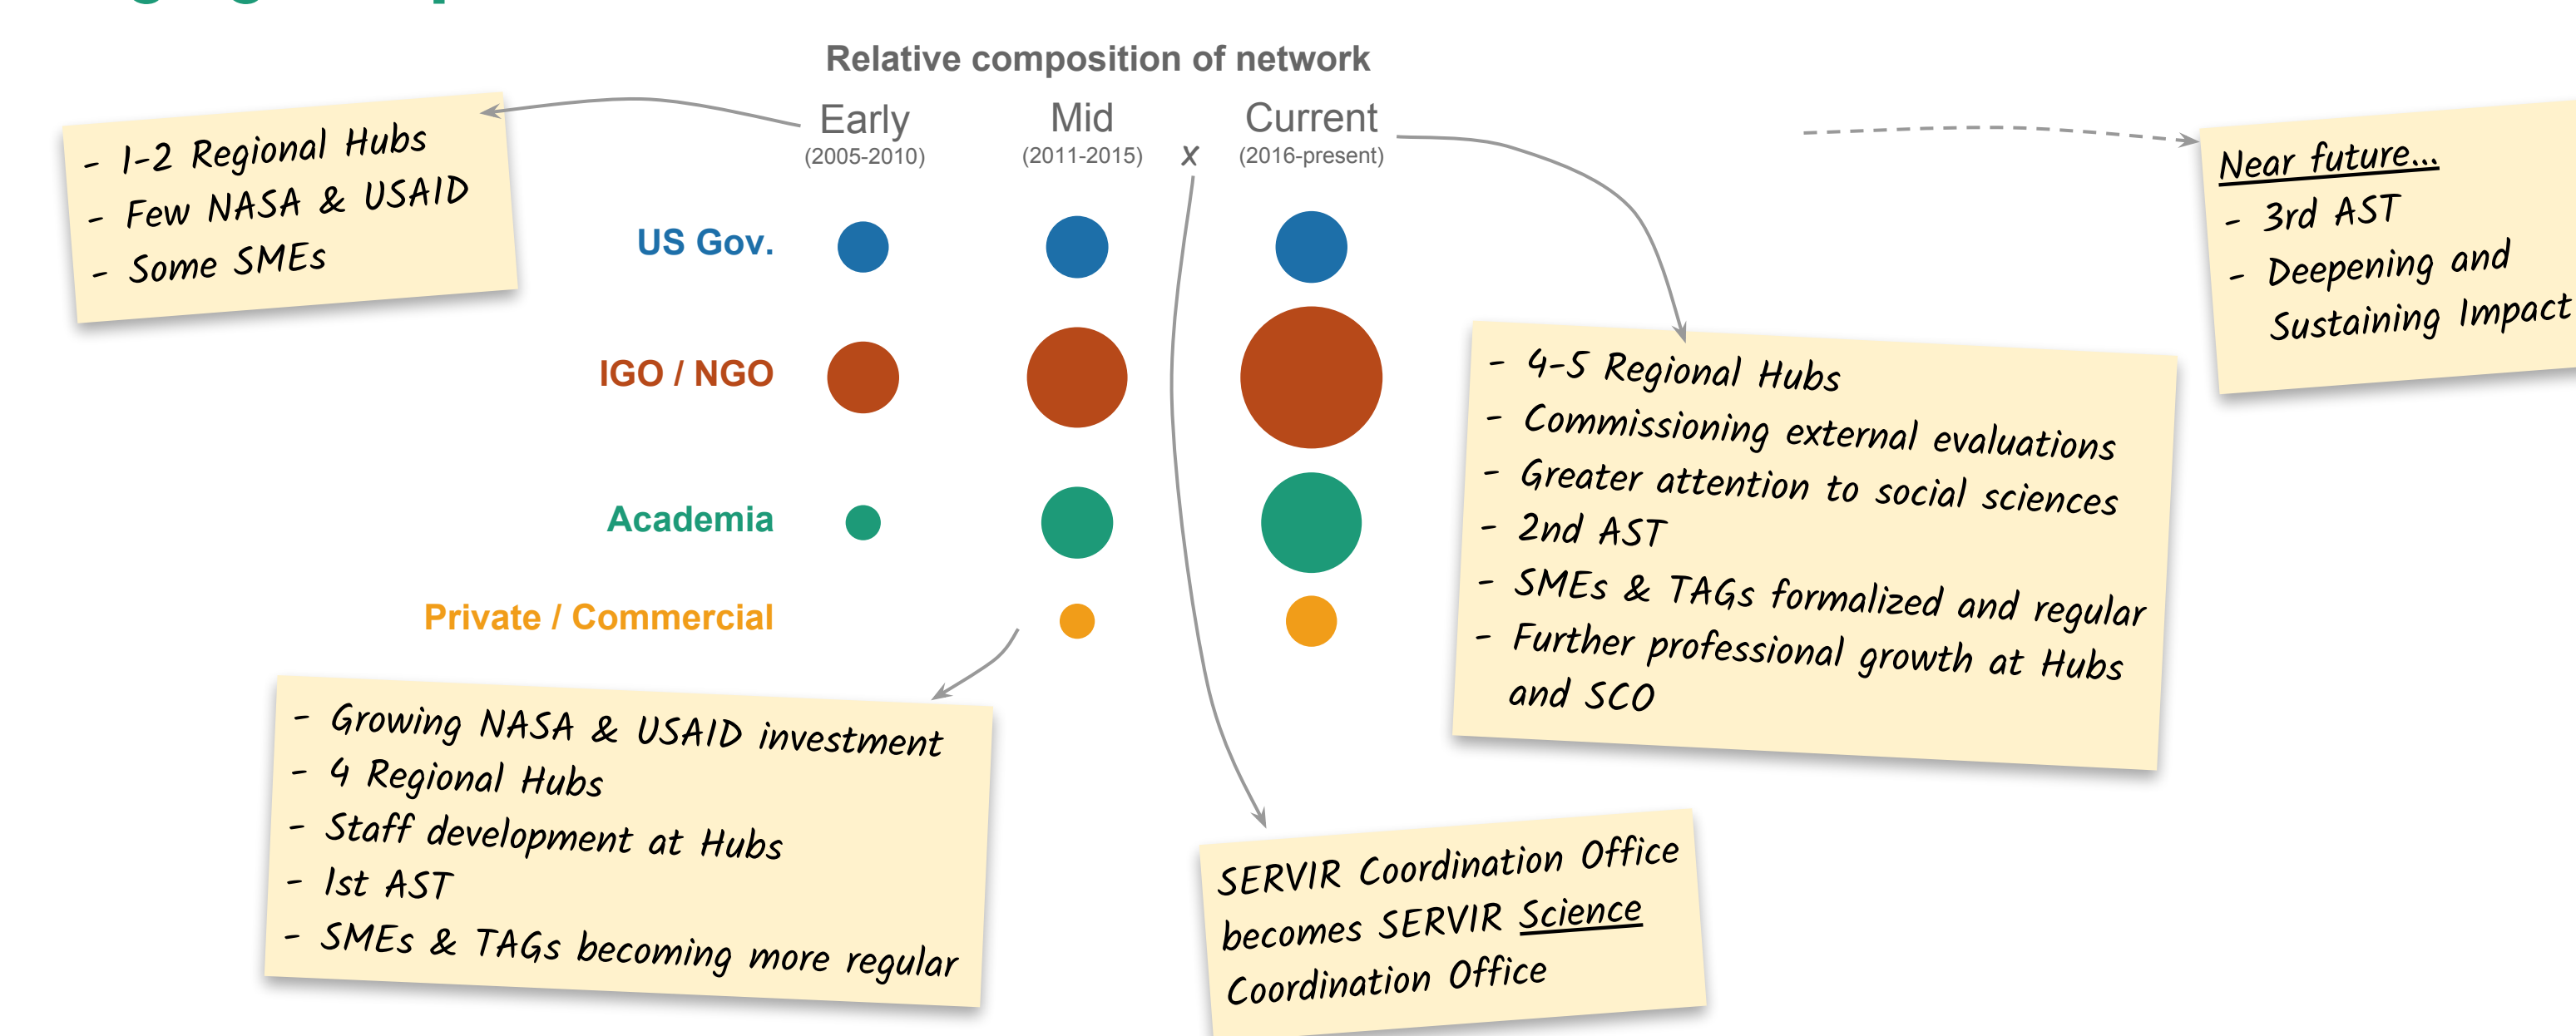 Relative composition of network
Early
(2005-2010)
Mid
(2011-2015)
x
Current
(2016-present)
- 1-2 Regional Hubs
- Few NASA & USAID
- Some SMEs
Near future...
- 3rd AST
- Deepening and
Sustaining Impact
US Gov.
IGO / NGO
Academia
Private / Commercial
- 4-5 Regional Hubs
- Commissioning external evaluations
- Greater attention to social sciences
- 2nd AST
- SMEs & TAGs formalized and regular
- Further professional growth at Hubs
and SCO
- Growing NASA & USAID investment
- 4 Regional Hubs
- Staff development at Hubs
- 1st AST
- SMEs & TAGs becoming more regular
SERVIR Coordination Office
becomes SERVIR Science
Coordination Office